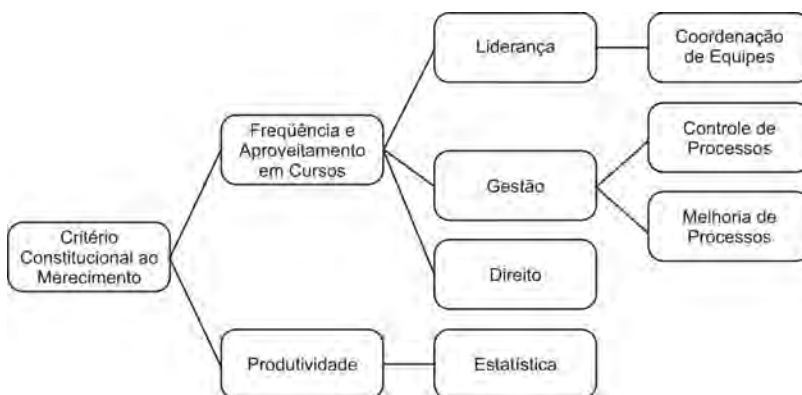 Critério
Constitucional ao
Merecimento
Freqüência e
Aproveitamento
em Cursos
Produtividade
Liderança
Gestão
Direito
Estatística
Coordenação
de Equipes
Controle de
Processos
Melhoria de
Processos